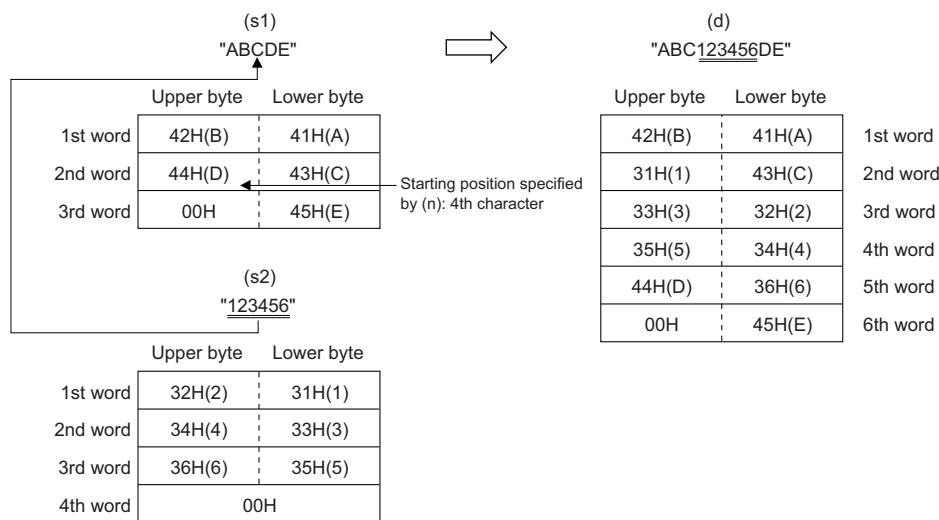 (s1)
"ABCDE"
Upper byte Lower byte
1st word 42H(B) 41H(A)
2nd word 44H(D) 43H(C)
3rd word 00H 45H(E)
Starting position specified
by (n): 4th character
(s2)
"123456"
Upper byte Lower byte
1st word 32H(2) 31H(1)
2nd word 34H(4) 33H(3)
3rd word 36H(6) 35H(5)
4th word 00H
(d)
"ABC123456DE"
Upper byte Lower byte
42H(B) 41H(A) 1st word
31H(1) 43H(C) 2nd word
33H(3) 32H(2) 3rd word
35H(5) 34H(4) 4th word
44H(D) 36H(6) 5th word
00H 45H(E) 6th word